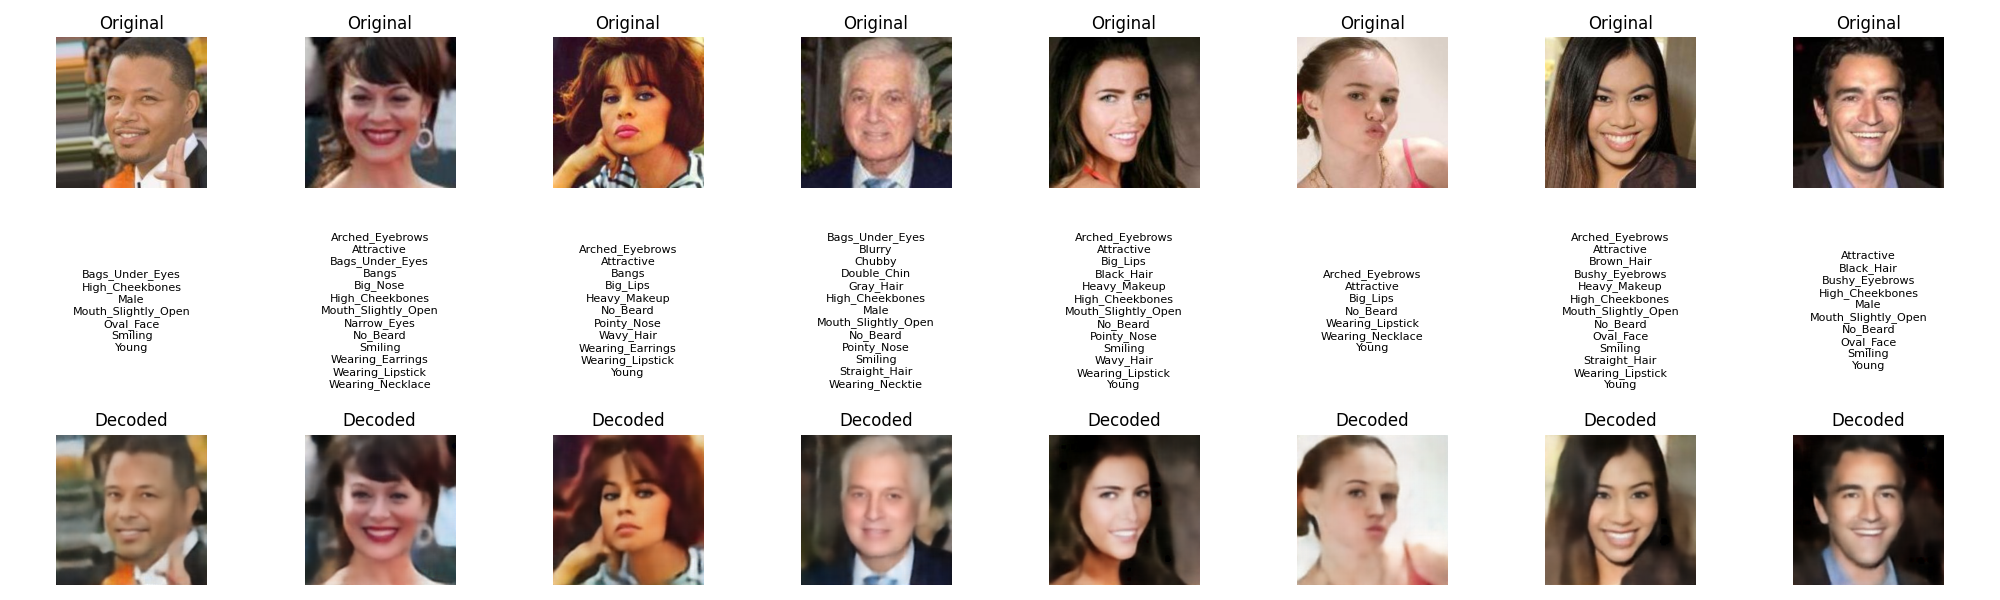 Original
Original
Original
Original
Original
Original
Original
Original
Bags_Under_Eyes
High_Cheekbones
Male
Mouth_Slightly_Open
Oval_Face
Smiling
Young
Arched_Eyebrows
Attractive
Bags_Under_Eyes
Bangs
Big_Nose
High_Cheekbones
Mouth_Slightly_Open
Narrow_Eyes
No_Beard
Smiling
Wearing_Earrings
Wearing_Lipstick
Wearing_Necklace
Arched_Eyebrows
Attractive
Bangs
Big_Lips
Heavy_Makeup
No_Beard
Pointy_Nose
Wavy_Hair
Wearing_Earrings
Wearing_Lipstick
Young
Bags_Under_Eyes
Blurry
Chubby
Double_Chin
Gray_Hair
High_Cheekbones
Male
Mouth_Slightly_Open
No_Beard
Pointy_Nose
Smiling
Straight_Hair
Wearing_Necktie
Arched_Eyebrows
Attractive
Big_Lips
Black_Hair
Heavy_Makeup
High_Cheekbones
Mouth_Slightly_Open
No_Beard
Pointy_Nose
Smiling
Wavy_Hair
Wearing_Lipstick
Young
Arched_Eyebrows
Attractive
Big_Lips
No_Beard
Wearing_Lipstick
Wearing_Necklace
Young
Arched_Eyebrows
Attractive
Brown_Hair
Bushy_Eyebrows
Heavy_Makeup
High_Cheekbones
Mouth_Slightly_Open
No_Beard
Oval_Face
Smiling
Straight_Hair
Wearing_Lipstick
Young
Attractive
Black_Hair
Bushy_Eyebrows
High_Cheekbones
Male
Mouth_Slightly_Open
No_Beard
Oval_Face
Smiling
Young
Decoded
Decoded
Decoded
Decoded
Decoded
Decoded
Decoded
Decoded